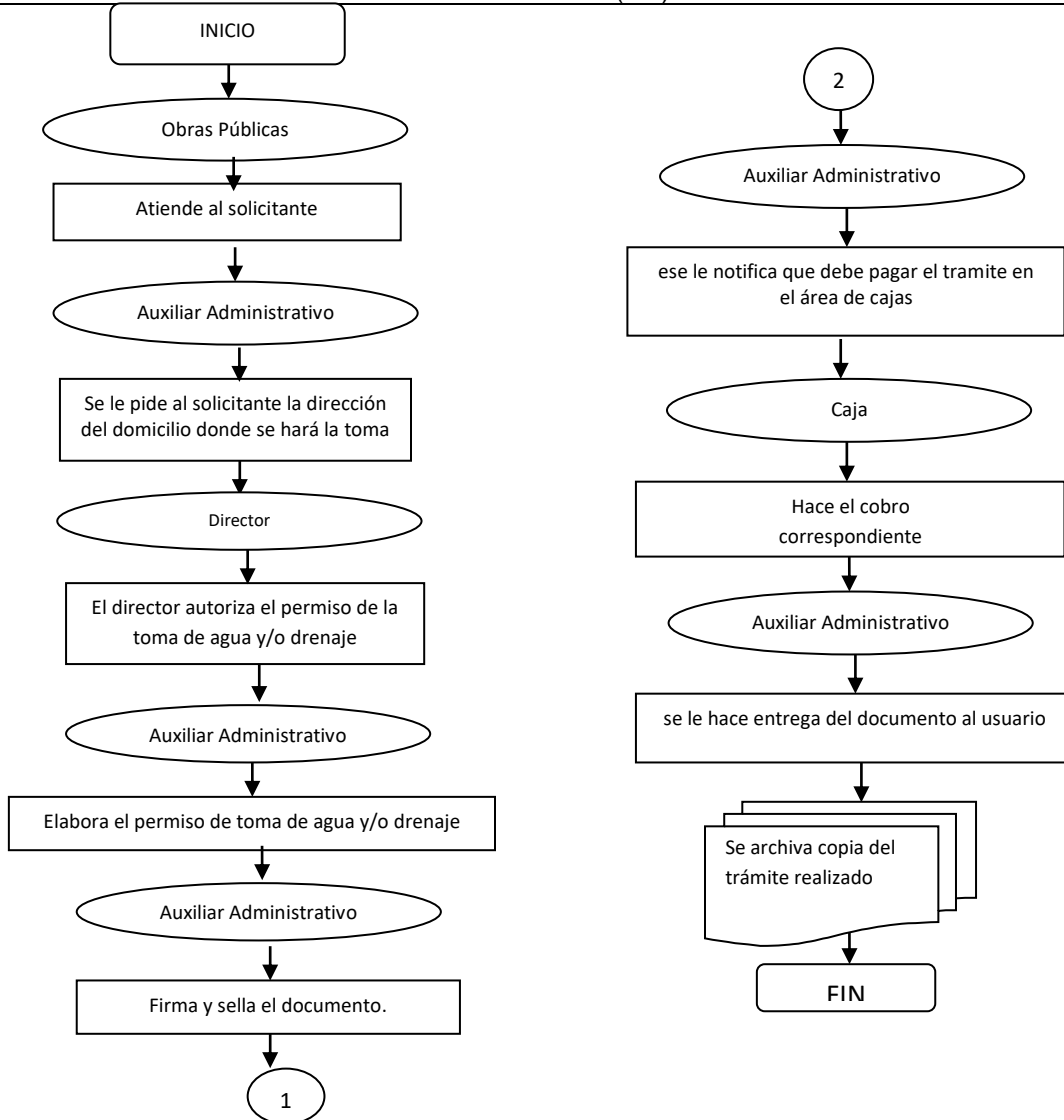 INICIO
Obras Públicas
Atiende al solicitante
Auxiliar Administrativo
Se le pide al solicitante la dirección
del domicilio donde se hará la toma
Director
El director autoriza el permiso de la
toma de agua y/o drenaje
Auxiliar Administrativo
Elabora el permiso de toma de agua y/o drenaje
Auxiliar Administrativo
Firma y sella el documento.
1
2
Auxiliar Administrativo
ese le notifica que debe pagar el tramite en
el área de cajas
Caja
Hace el cobro
correspondiente
Auxiliar Administrativo
se le hace entrega del documento al usuario
Se archiva copia del
trámite realizado
FIN